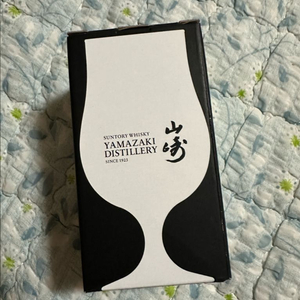 SUNTORY WHISKY
YAMAZAKI
DISTILLERY
SINCE 1923
山崎